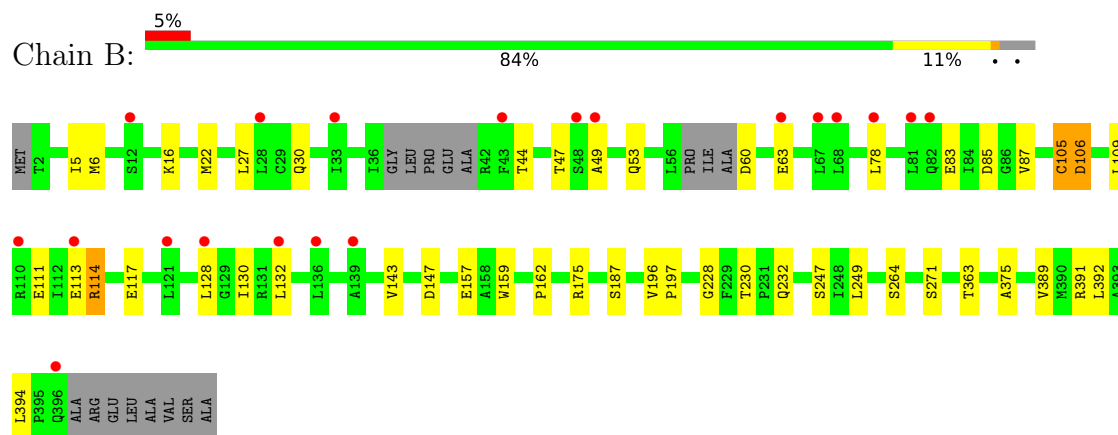 5%
Chain B:
84% 11% • •
MET T2 I5 M6 S12 K16 M22 L27 L28 C29 Q30 I33 I36 GLY LEU PRO GLU ALA R42 F43 T44 T47 S48 A49 Q53 L56 PRO ILE ALA D60 E63 L67 L68 L78 L81 Q82 E83 I84 D85 G86 V87 C105 D106 L109
R110 E111 I112 E113 R114 E117 L121 L128 G129 I130 R131 L132 L136 A139 V143 D147 E157 A158 W159 P162 R175 S187 V196 P197 G228 F229 T230 P231 Q232 S247 I248 L249 S264 S271 T363 A375 V389 M390 R391 L392 A393
L394 P395 Q396 ALA ARG GLU LEU ALA VAL SER ALA